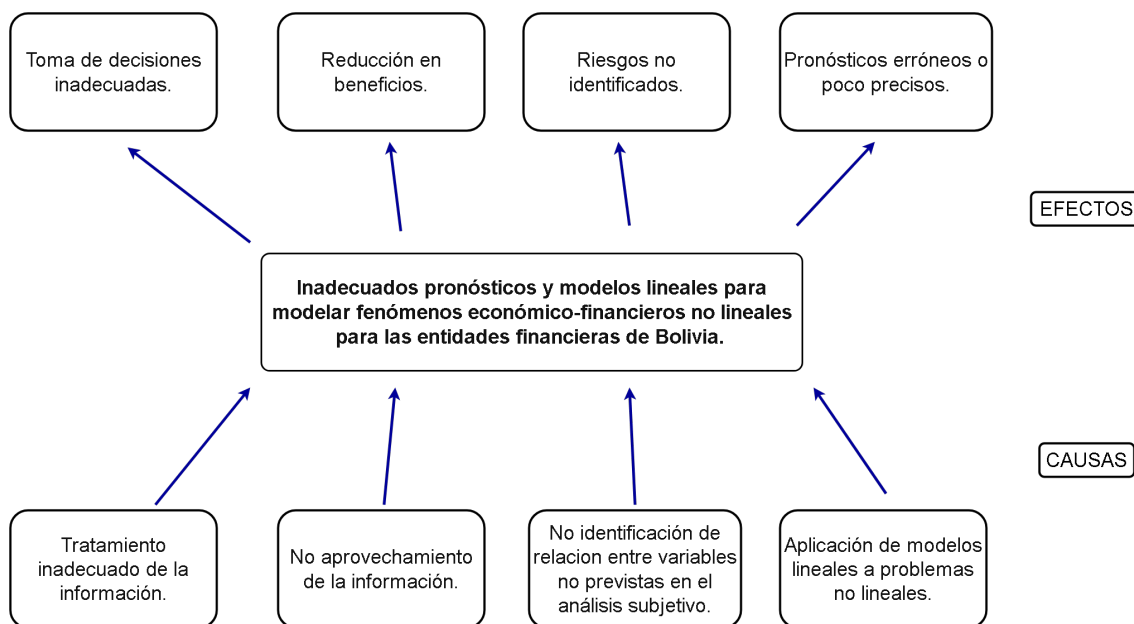 Toma de decisiones
inadecuadas.
Reducción en
beneficios.
Riesgos no
identificados.
Pronósticos erróneos o
poco precisos.
EFECTOS
Inadecuados pronósticos y modelos lineales para
modelar fenómenos económico-financieros no lineales
para las entidades financieras de Bolivia.
CAUSAS
Tratamiento
inadecuado de la
información.
No aprovechamiento
de la información.
No identificación de
relacion entre variables
no previstas en el
análisis subjetivo.
Aplicación de modelos
lineales a problemas
no lineales.